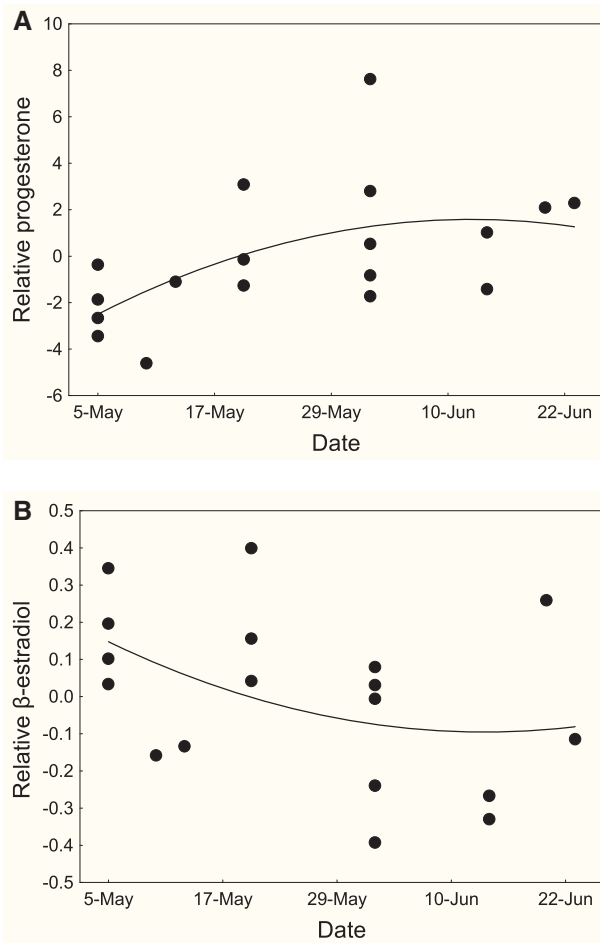 A
10
8
6
4
2
0
-2
-4
-6
Relative progesterone
5-May 17-May 29-May 10-Jun 22-Jun
Date
B
0.5
0.4
0.3
0.2
0.1
0.0
-0.1
-0.2
-0.3
-0.4
-0.5
Relative β-estradiol
5-May 17-May 29-May 10-Jun 22-Jun
Date